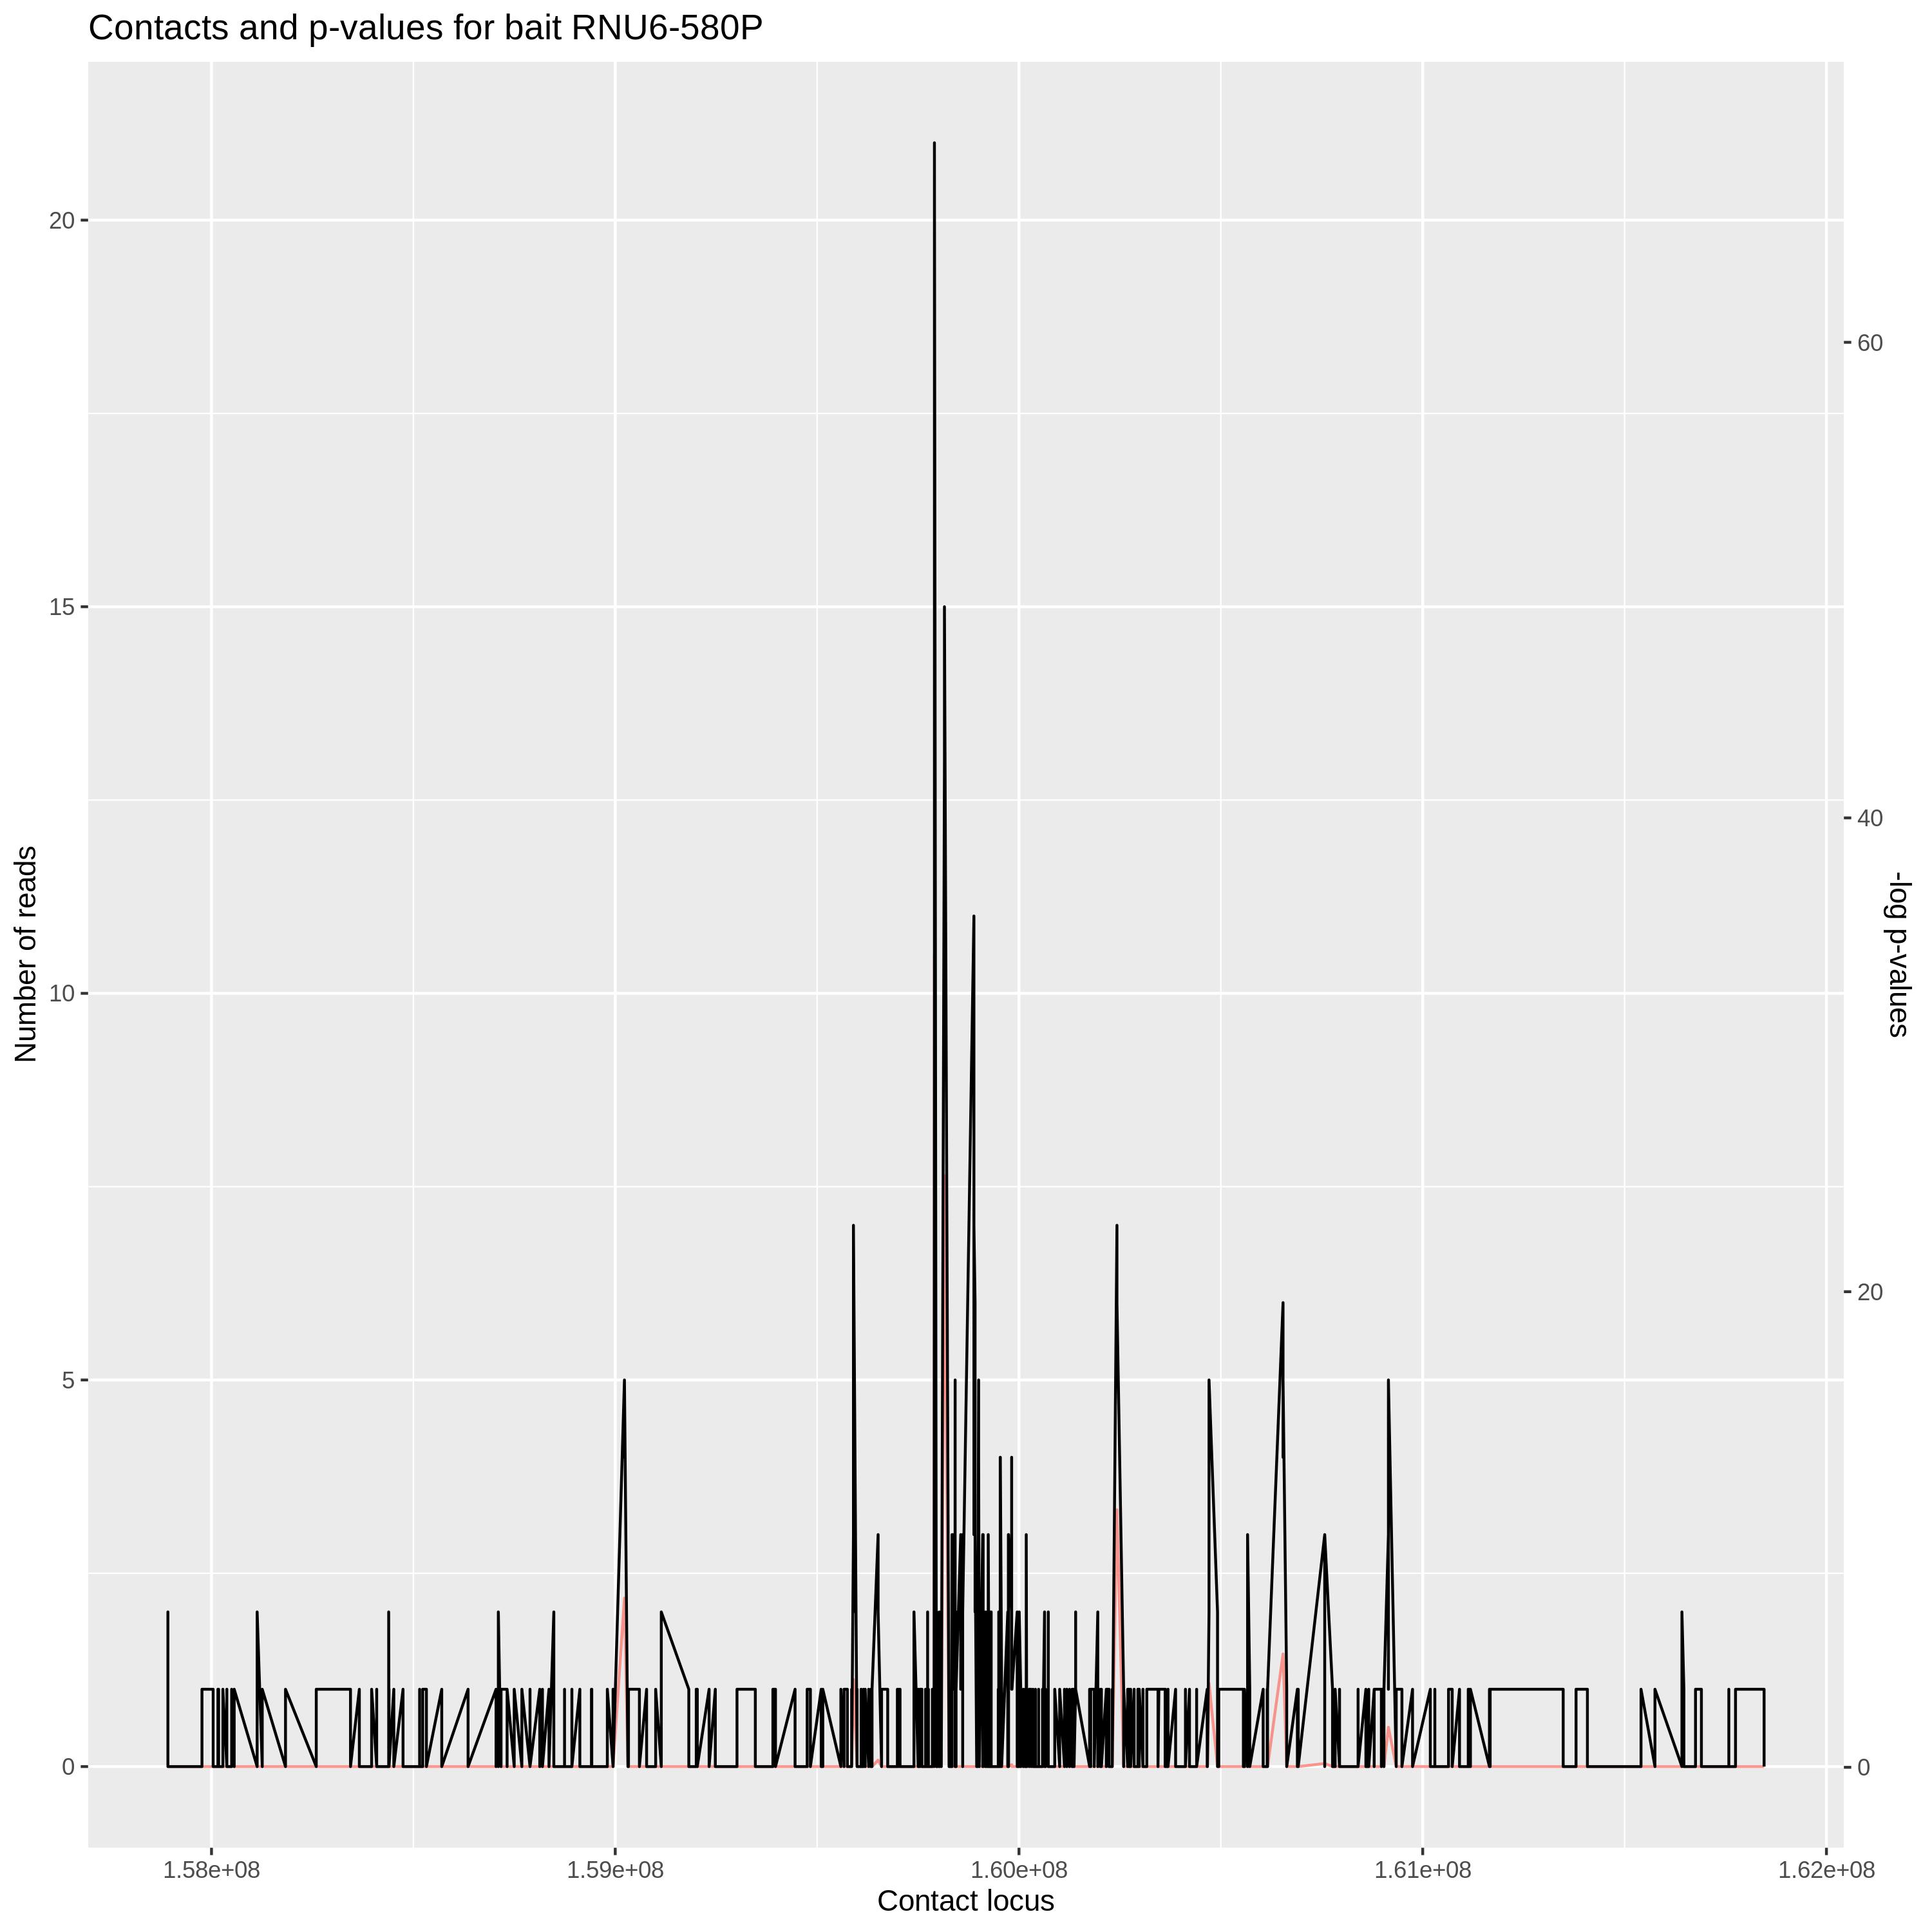 Contacts and p-values for bait RNU6-580P
20
15
10
5
0
Number of reads
60
40
20
0
-log p-values
1.58e+08 1.59e+08 1.60e+08 1.61e+08 1.62e+08
Contact locus